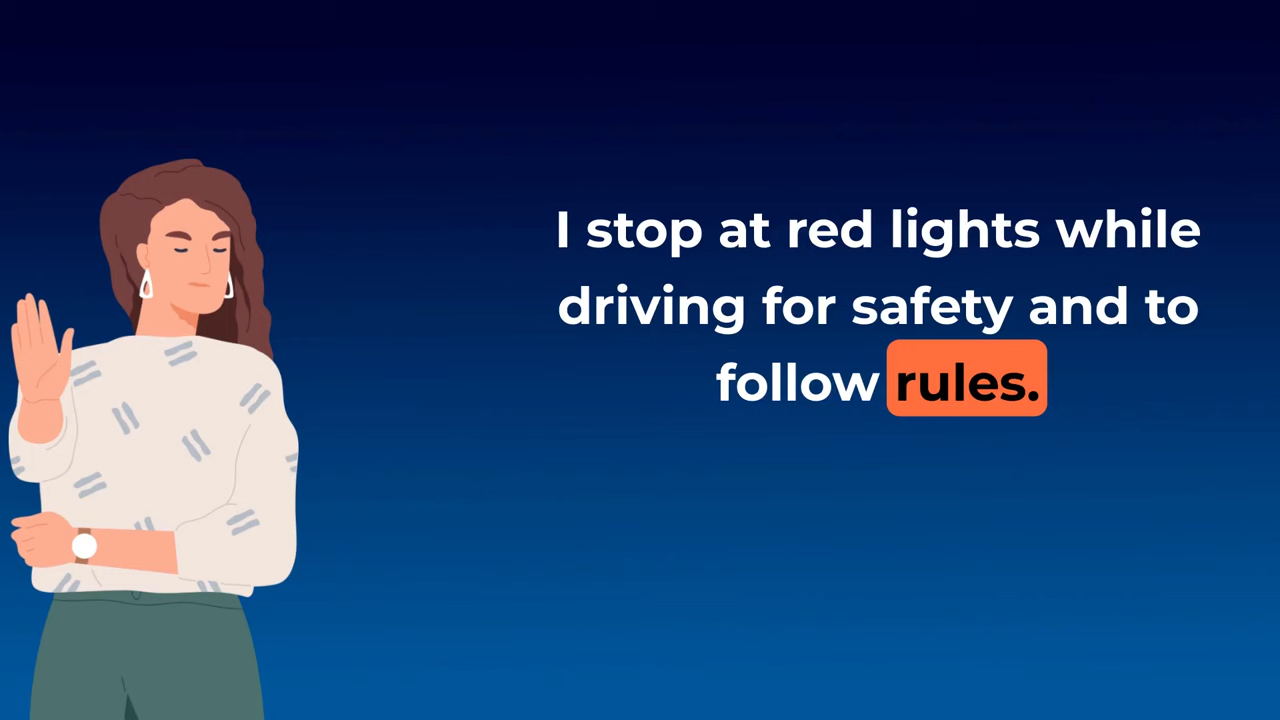 I stop at red lights while
driving for safety and to
follow rules.